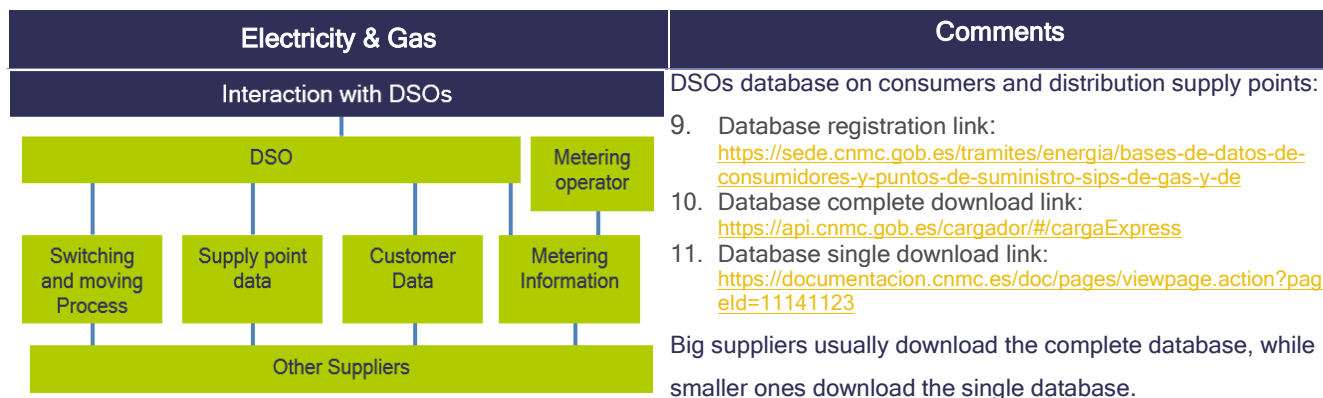 Electricity & Gas
Interaction with DSOs
DSO
Metering
operator
Switching
and moving
Process
Supply point
data
Customer
Data
Metering
Information
Other Suppliers
Comments
DSOs database on consumers and distribution supply points:
9. Database registration link:
https://sede.cnmc.gob.es/tramites/energia/bases-de-datos-de-
consumidores-y-puntos-de-suministro-sips-de-gas-y-de
10. Database complete download link:
https://api.cnmc.gob.es/cargador/#/cargaExpress
11. Database single download link:
https://documentacion.cnmc.es/doc/pages/viewpage.action?pag
eId=11141123
Big suppliers usually download the complete database, while
smaller ones download the single database.